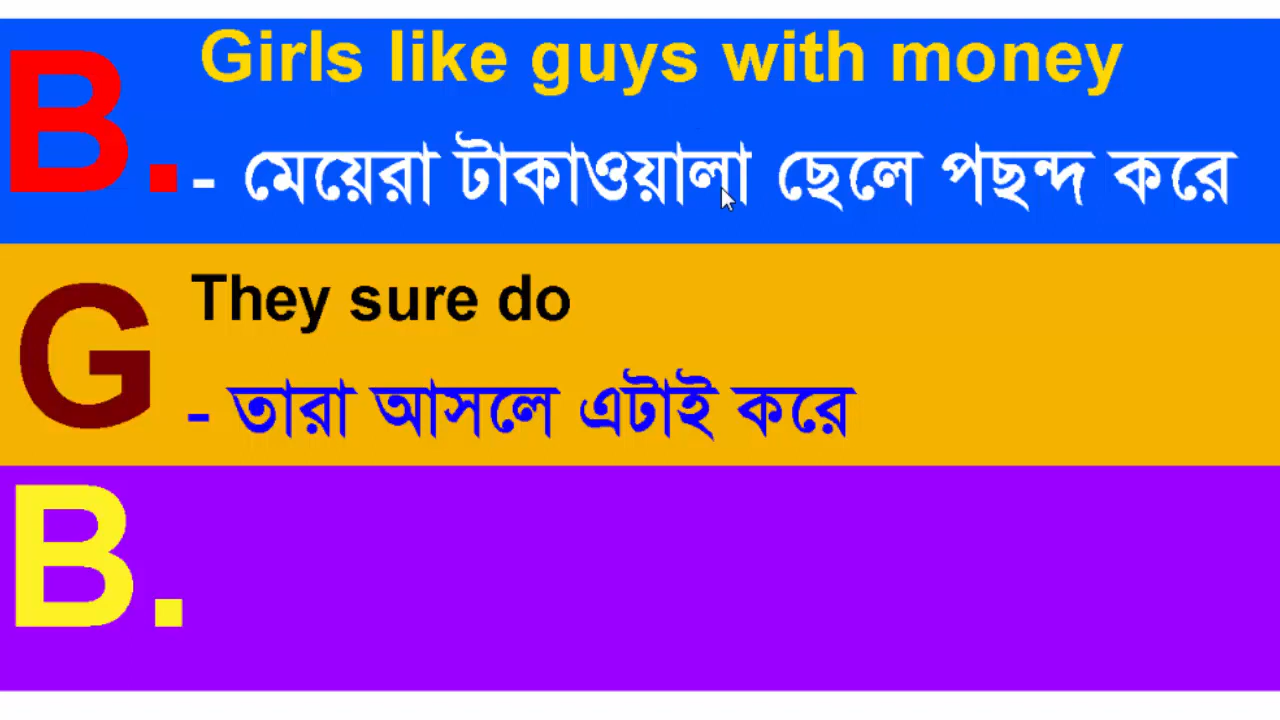 B. Girls like guys with money
- মেয়েরা টাকাওয়ালা ছেলে পছন্দ করে
G They sure do
- তারা আসলে এটাই করে
B.